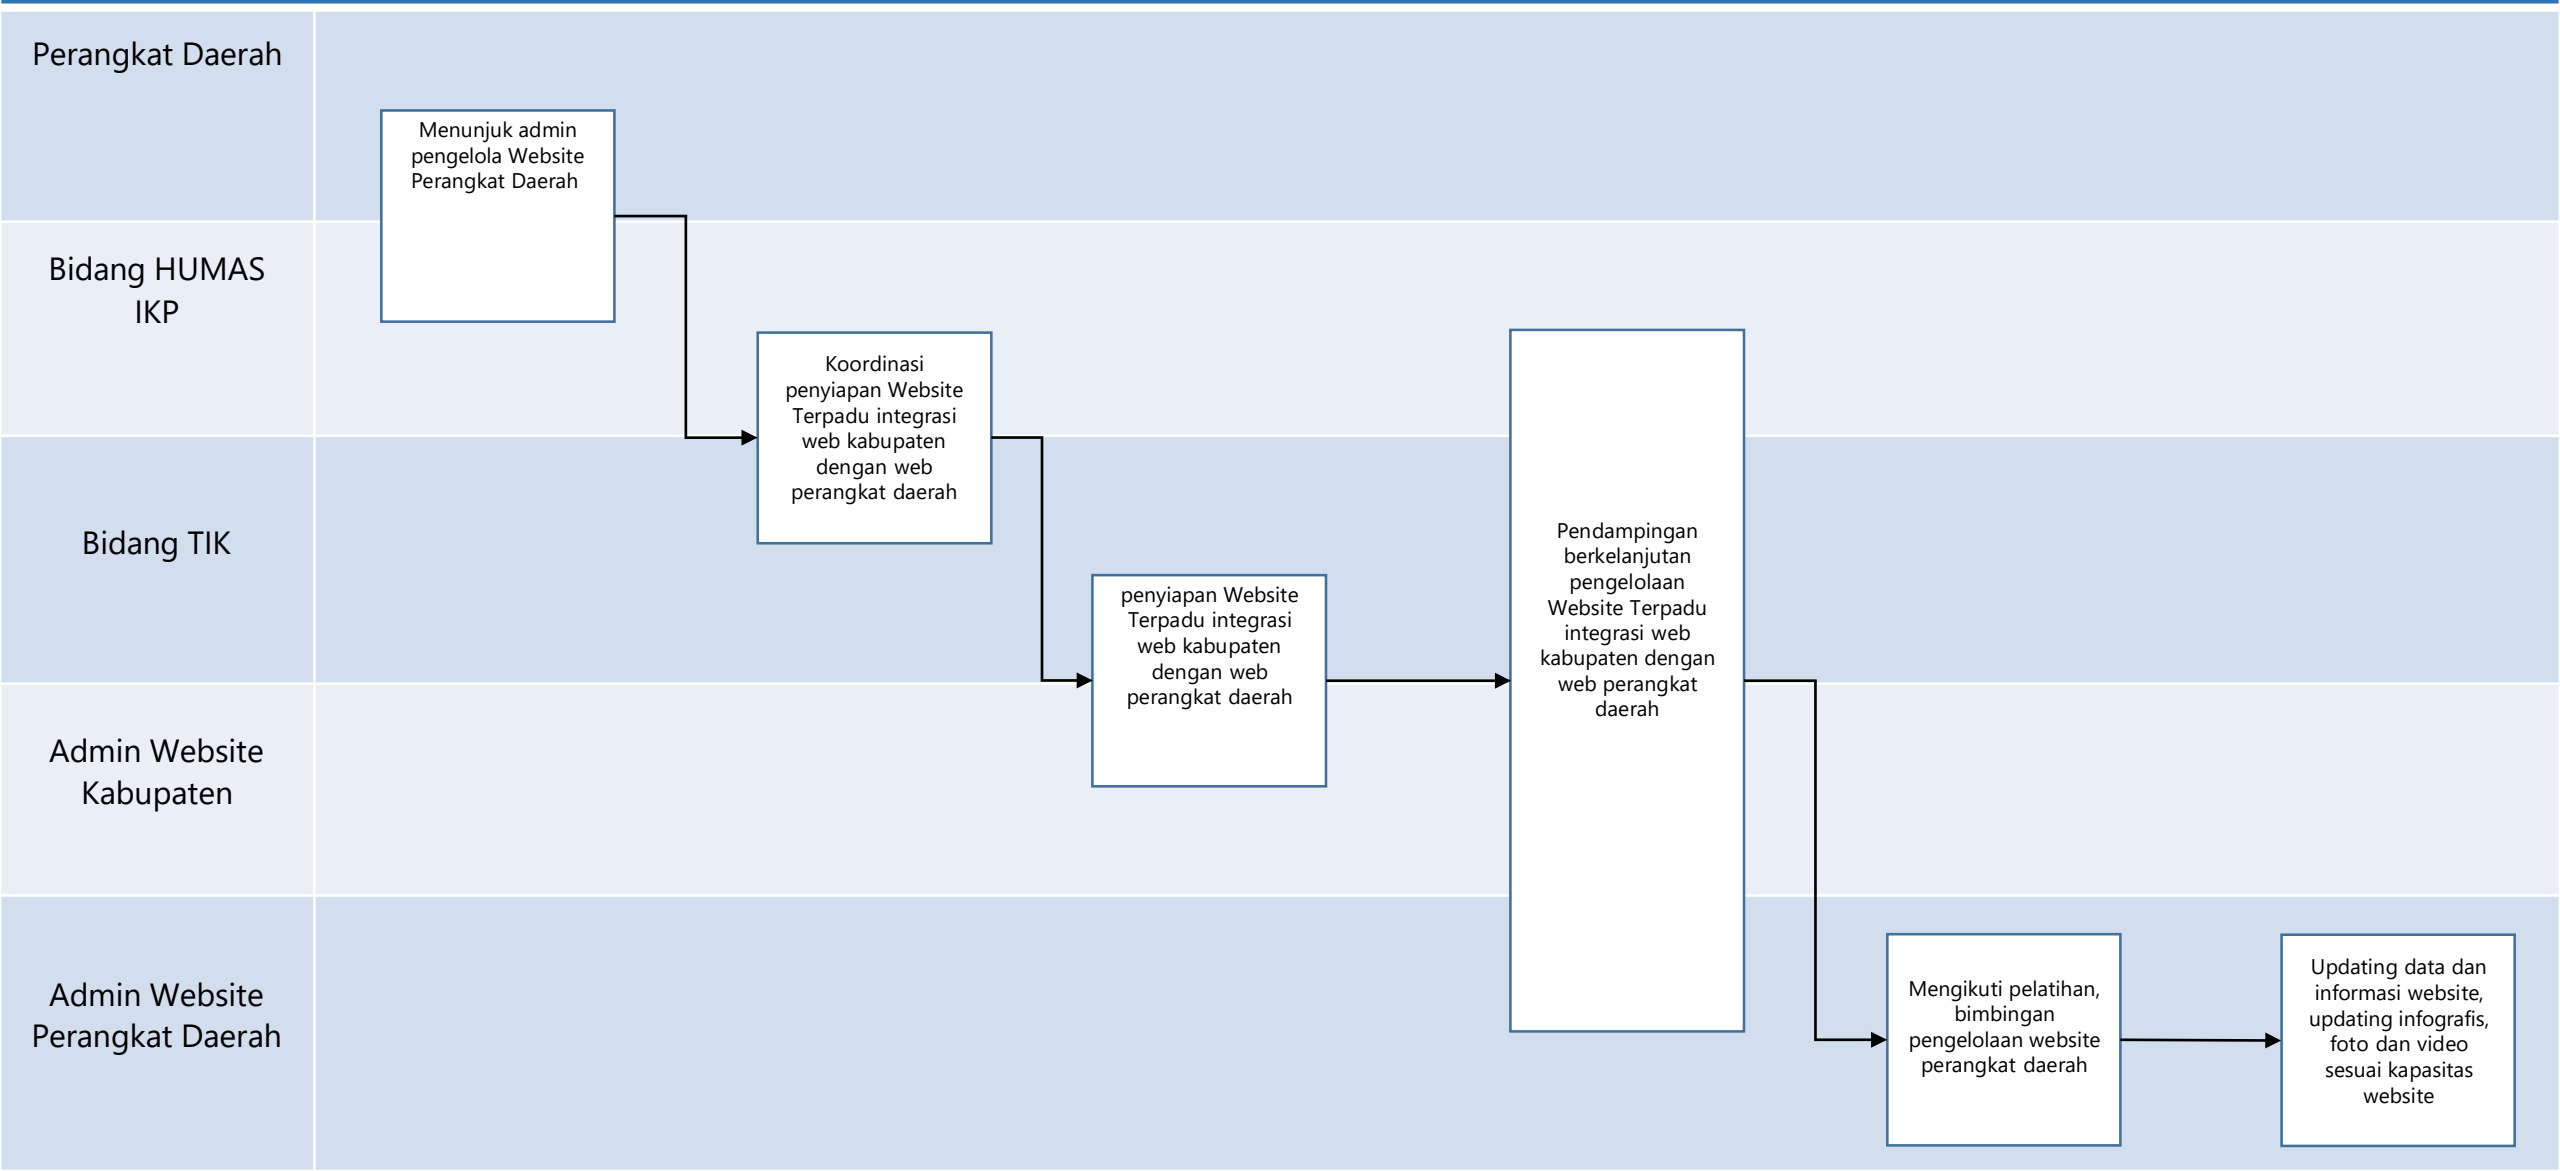 Perangkat Daerah
Menunjuk admin
pengelola Website
Perangkat Daerah
Bidang HUMAS
IKP
Koordinasi
penyiapan Website
Terpadu integrasi
web kabupaten
dengan web
perangkat daerah
Bidang TIK
penyiapan Website
Terpadu integrasi
web kabupaten
dengan web
perangkat daerah
Pendampingan
berkelanjutan
pengelolaan
Website Terpadu
integrasi web
kabupaten dengan
web perangkat
daerah
Admin Website
Kabupaten
Admin Website
Perangkat Daerah
Mengikuti pelatihan,
bimbingan
pengelolaan website
perangkat daerah
Updating data dan
informasi website,
updating infografis,
foto dan video
sesuai kapasitas
website